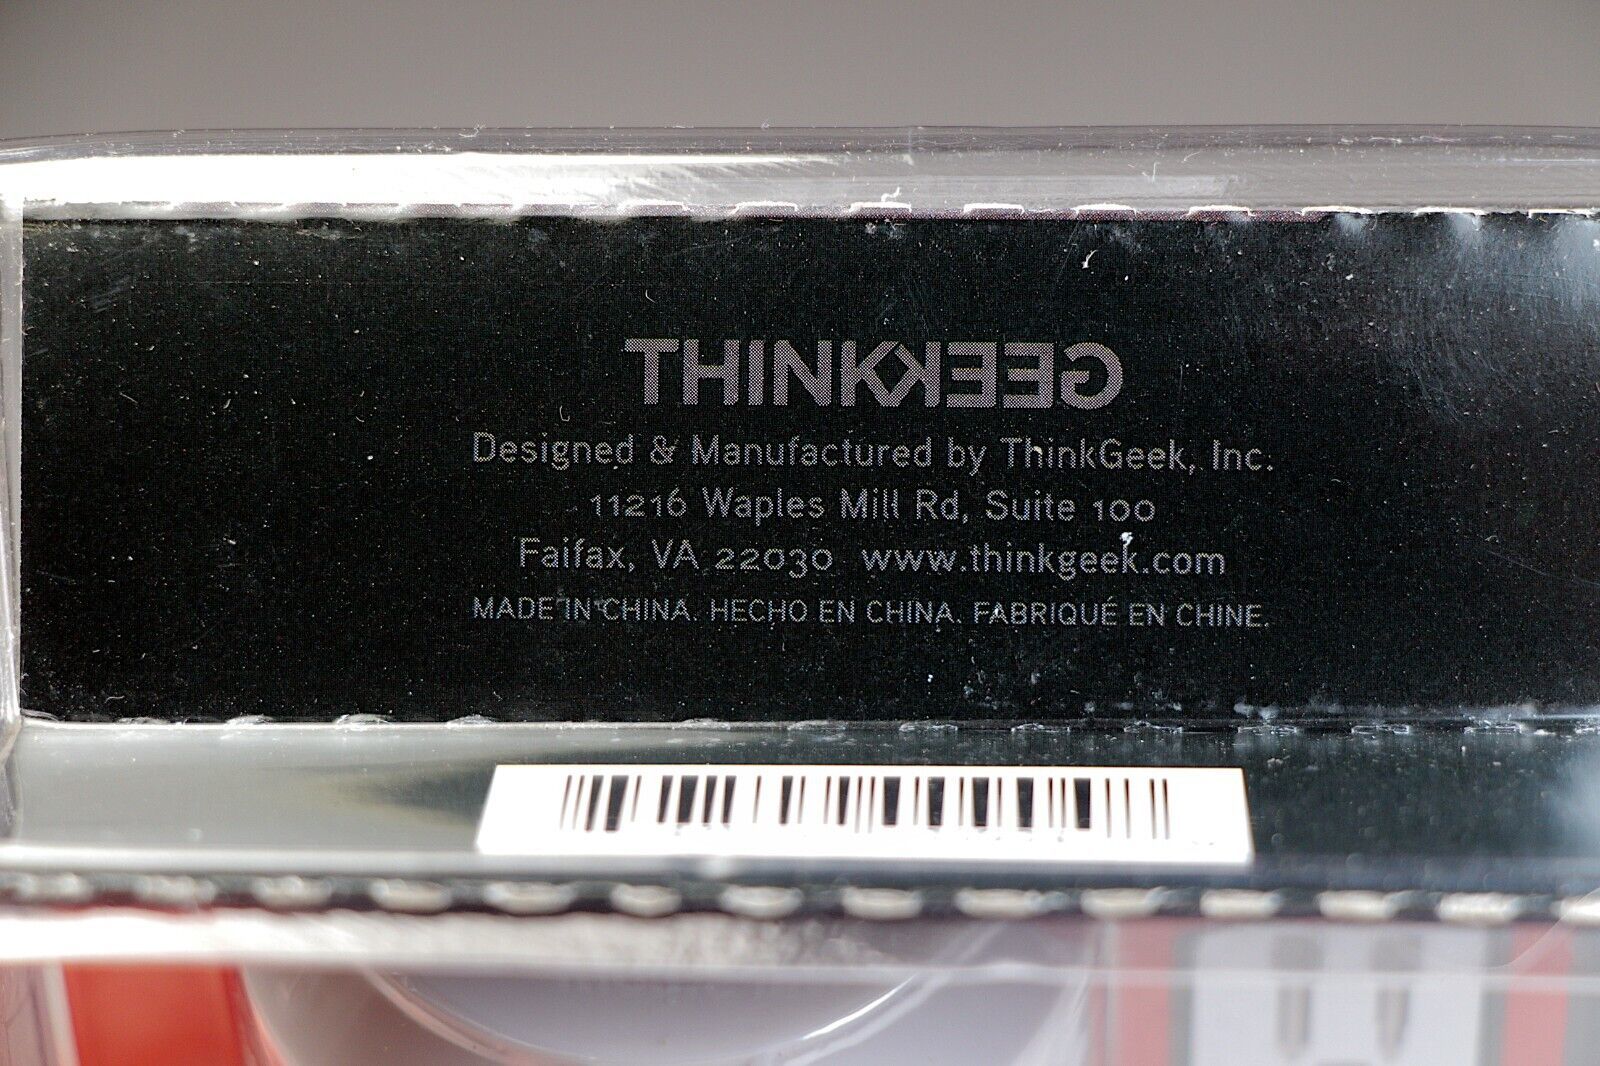 THINKGEEK
Designed & Manufactured by ThinkGeek, Inc.
11216 Waples Mill Rd, Suite 100
Faifax, VA 22030 www.thinkgeek.com
MADE IN CHINA. HECHO EN CHINA. FABRIQUÉ EN CHINE.